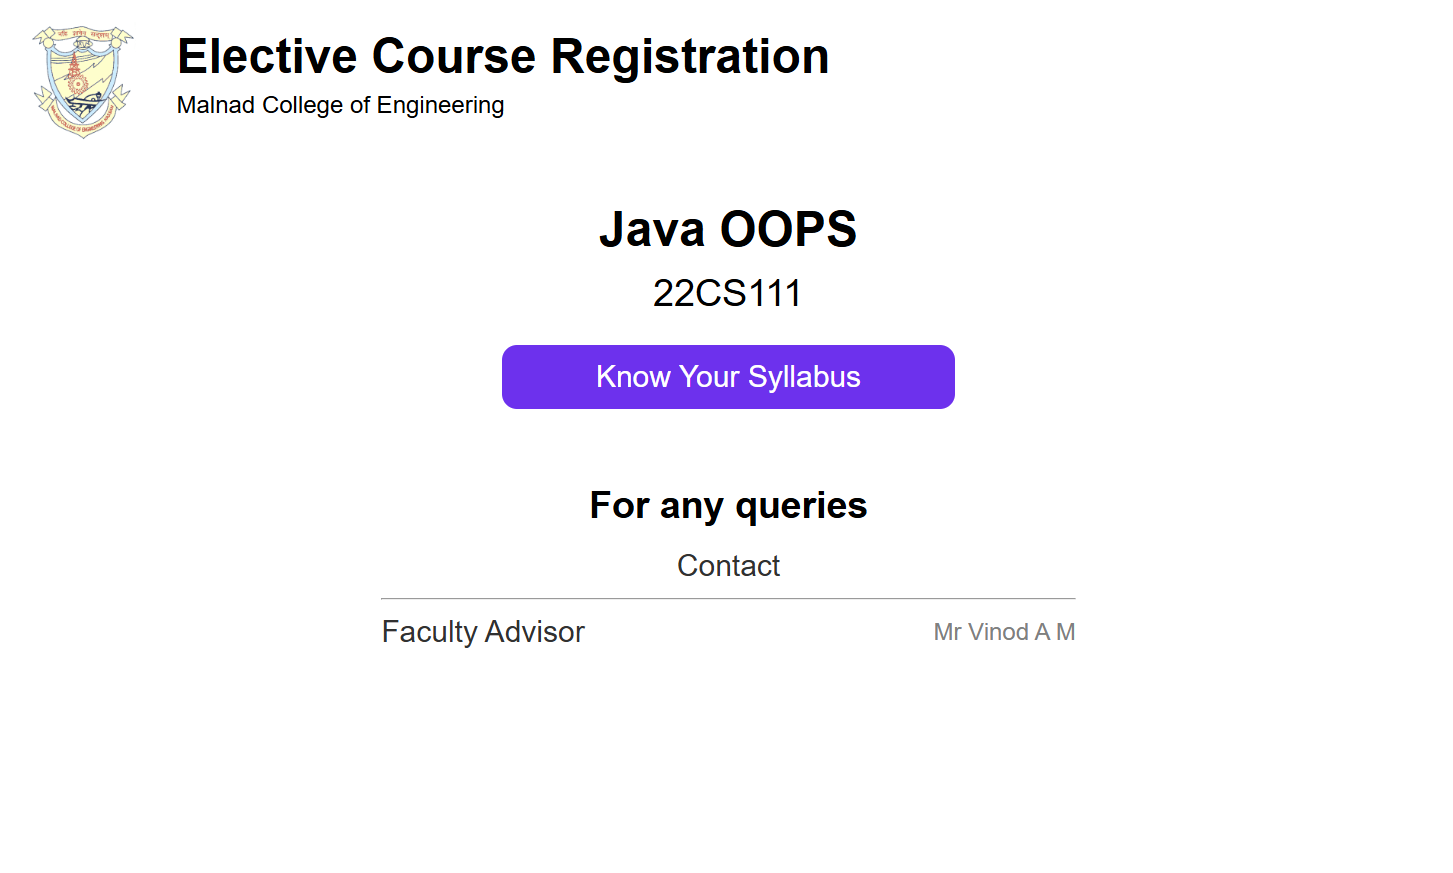 Elective Course Registration
Malnad College of Engineering
Java OOPS
22CS111
Know Your Syllabus
For any queries
Contact
Faculty Advisor
Mr Vinod A M